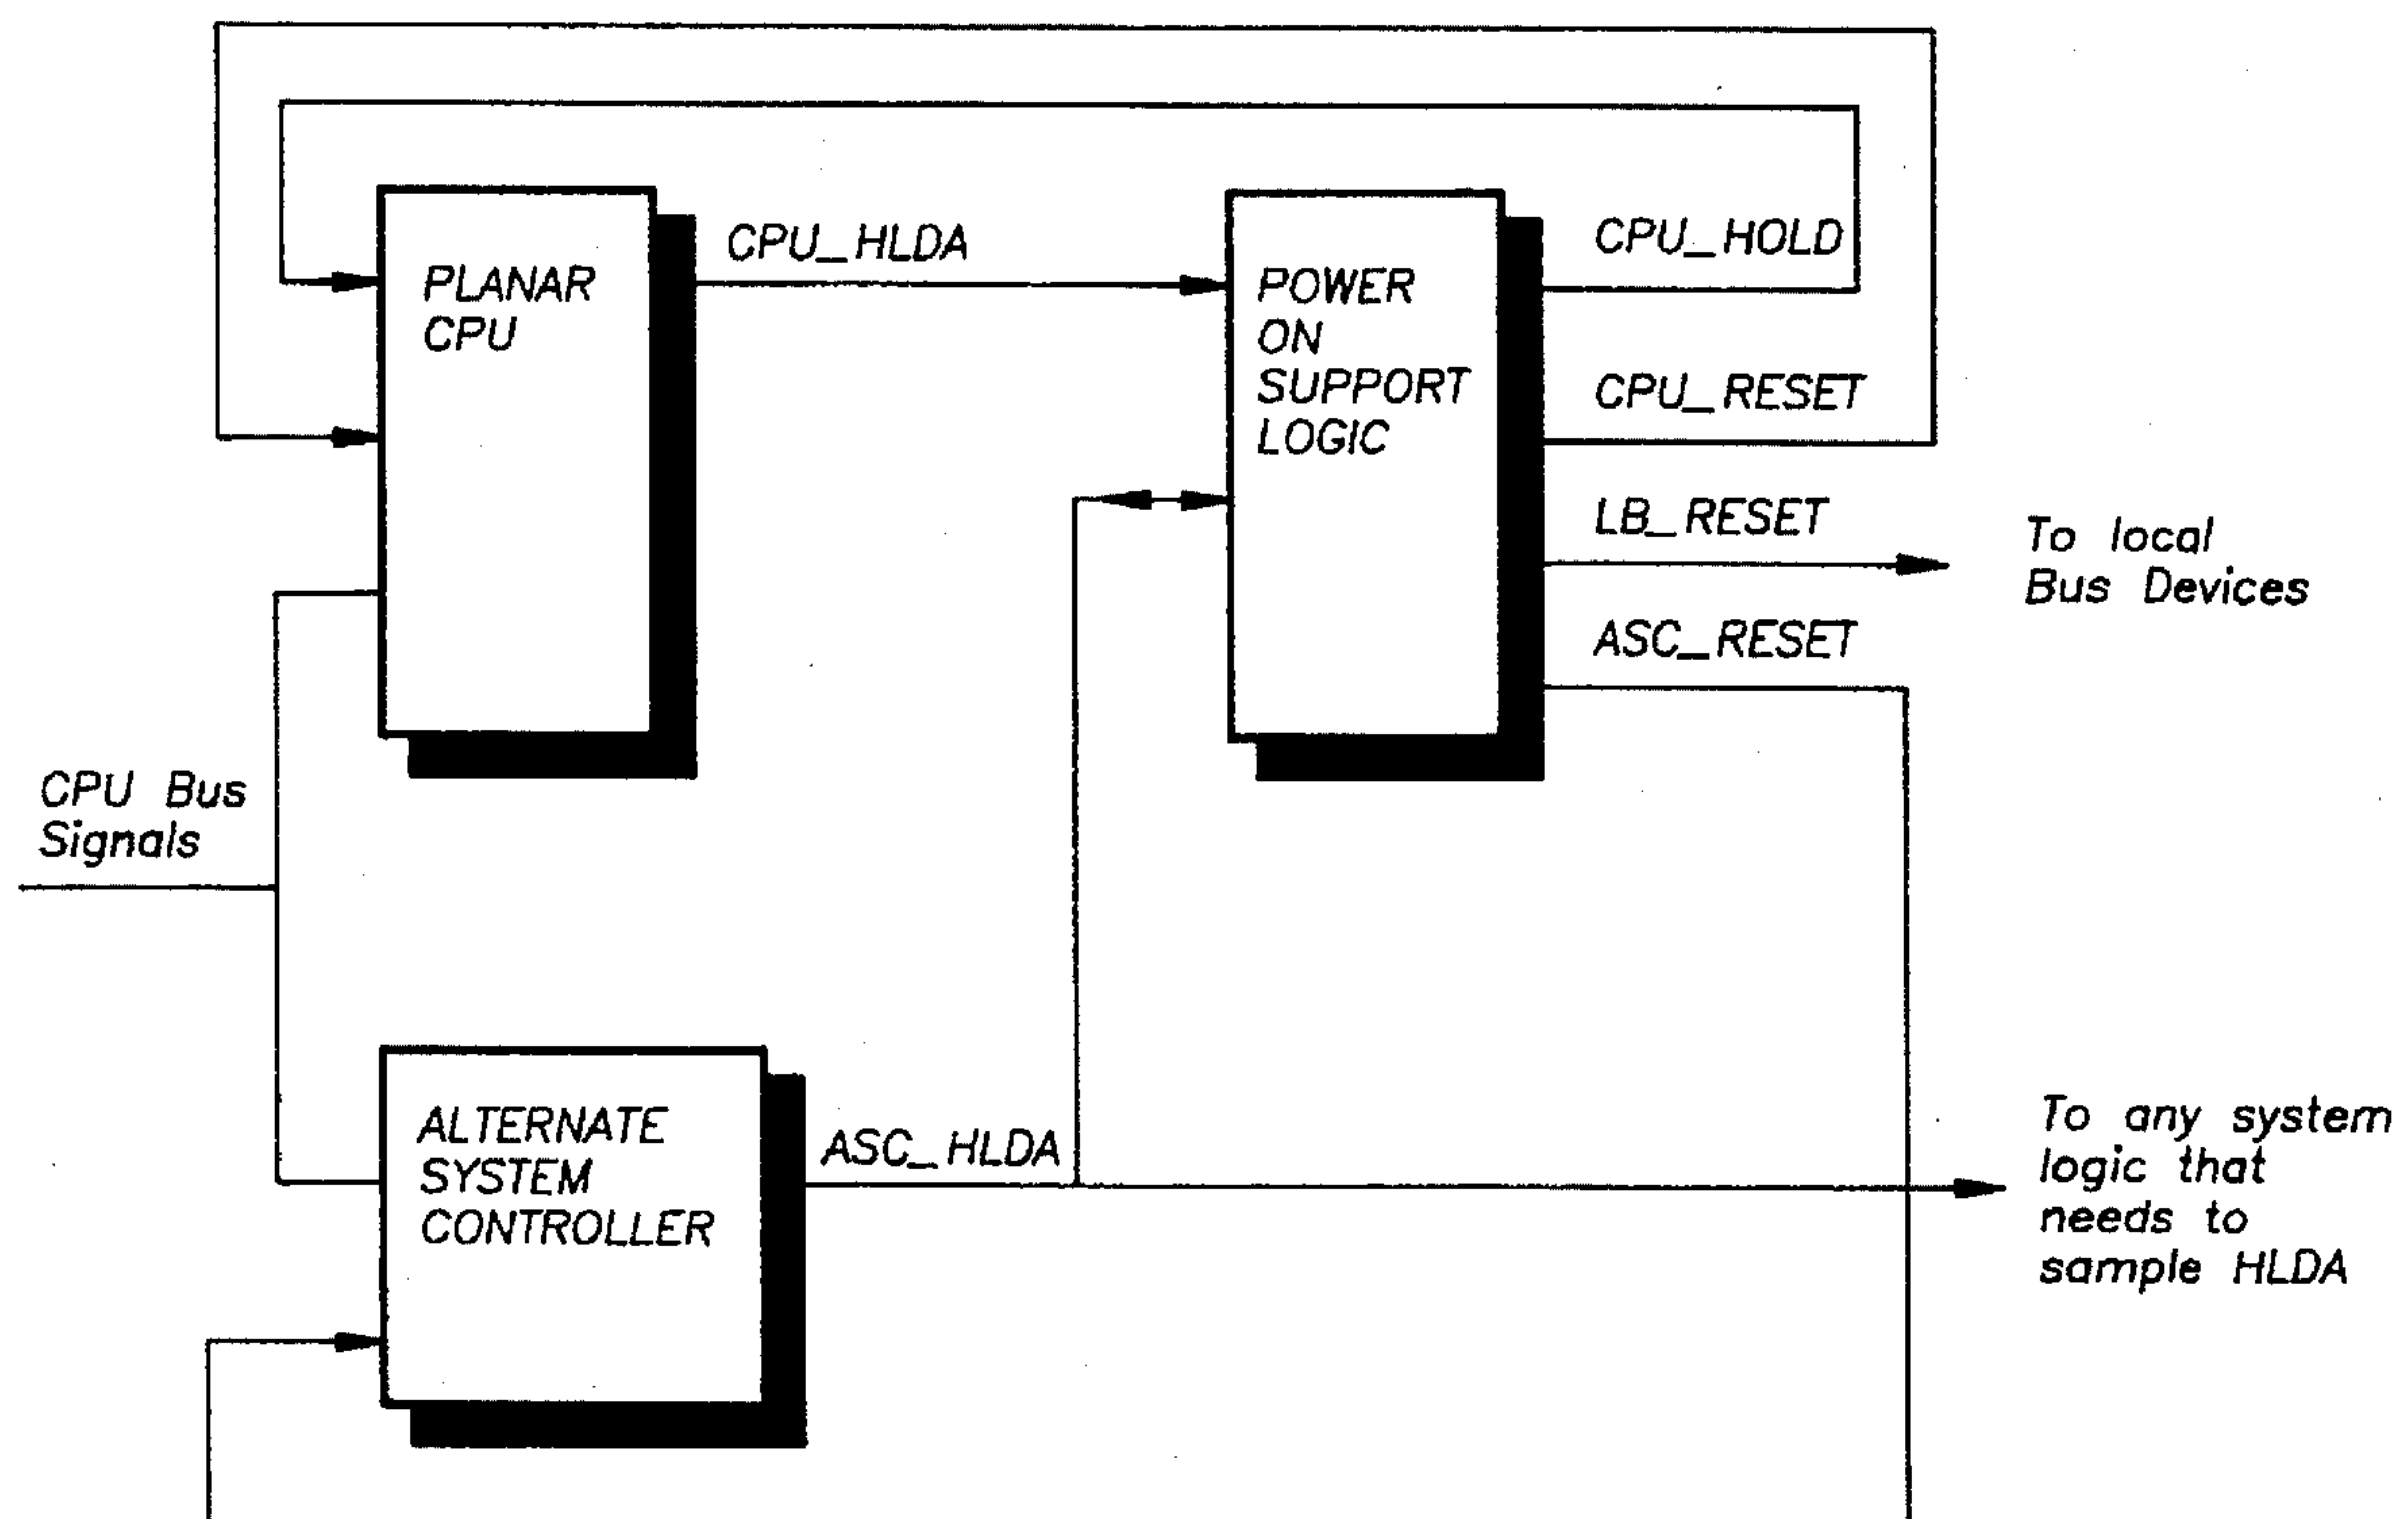 PLANAR
CPU
CPU_HLDA
POWER
ON
SUPPORT
LOGIC
CPU_HOLD
CPU_RESET
LB_RESET
To local
Bus Devices
ASC_RESET
CPU Bus
Signals
ALTERNATE
SYSTEM
CONTROLLER
ASC_HLDA
To any system
logic that
needs to
sample HLDA